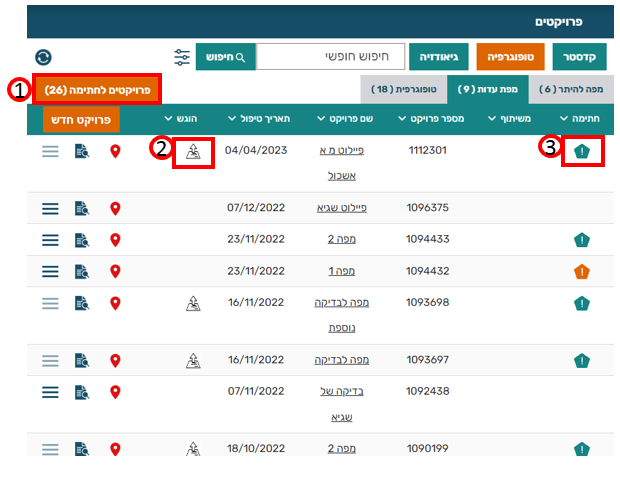 פרויקטים
קדסטר טופוגרפיה גיאודזיה חיפוש חופשי חיפוש
1 פרויקטים לחתימה (26)
מפה להיתר ( 6 ) מפת עדות ( 9 ) טופוגרפית ( 18 )
חתימה שיתוף מספר פרויקט שם פרויקט תאריך טיפול הוגש פרויקט חדש
3 1112301 פיילוט מ א 04/04/2023 2
אשכול
1096375 פיילוט שגיא 07/12/2022
1094433 מפה 2 23/11/2022
1094432 מפה 1 23/11/2022
1093698 מפה לבדיקה 16/11/2022
נוספת
1093697 מפה לבדיקה 16/11/2022
1092438 בדיקה של 07/11/2022
שגיא
1090199 מפה 2 18/10/2022